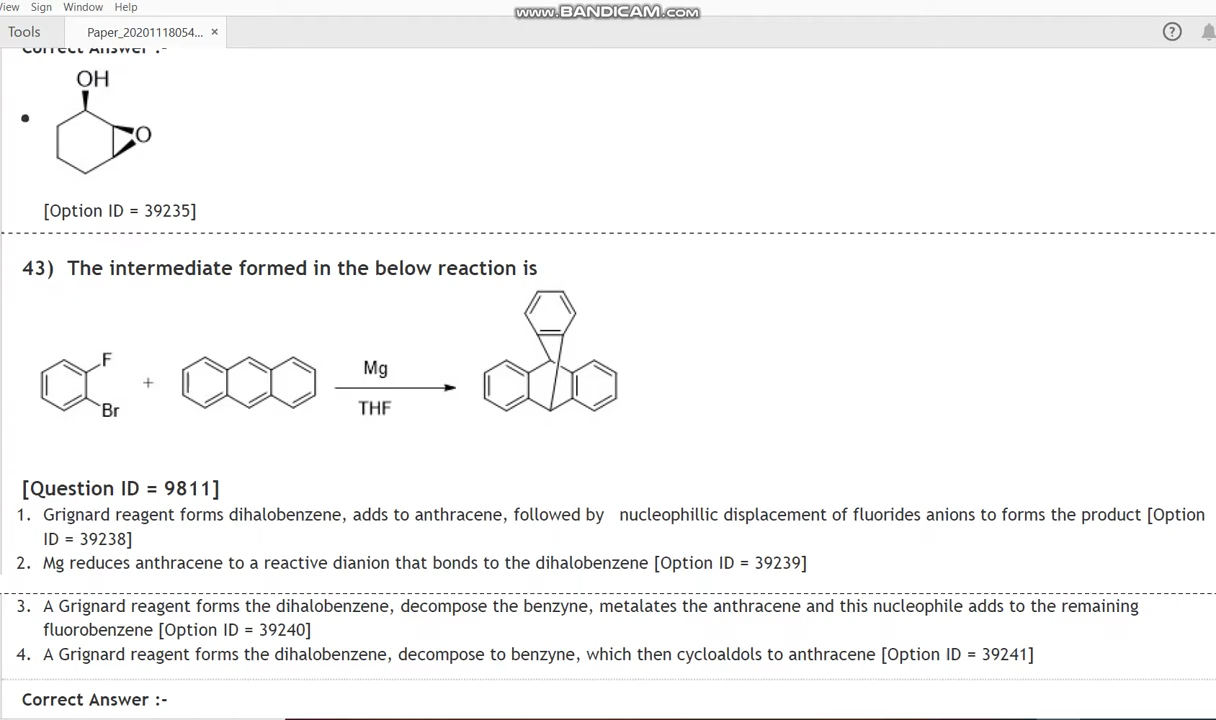 View Sign Window Help
www.BANDICAM.com
Tools Paper_20201118054... × ?
Correct Answer :-
OH
O
[Option ID = 39235]
43) The intermediate formed in the below reaction is
F
Br
+
Mg
THF
[Question ID = 9811]
1. Grignard reagent forms dihalobenzene, adds to anthracene, followed by nucleophillic displacement of fluorides anions to forms the product [Option
ID = 39238]
2. Mg reduces anthracene to a reactive dianion that bonds to the dihalobenzene [Option ID = 39239]
3. A Grignard reagent forms the dihalobenzene, decompose the benzyne, metalates the anthracene and this nucleophile adds to the remaining
fluorobenzene [Option ID = 39240]
4. A Grignard reagent forms the dihalobenzene, decompose to benzyne, which then cycloaldols to anthracene [Option ID = 39241]
Correct Answer :-